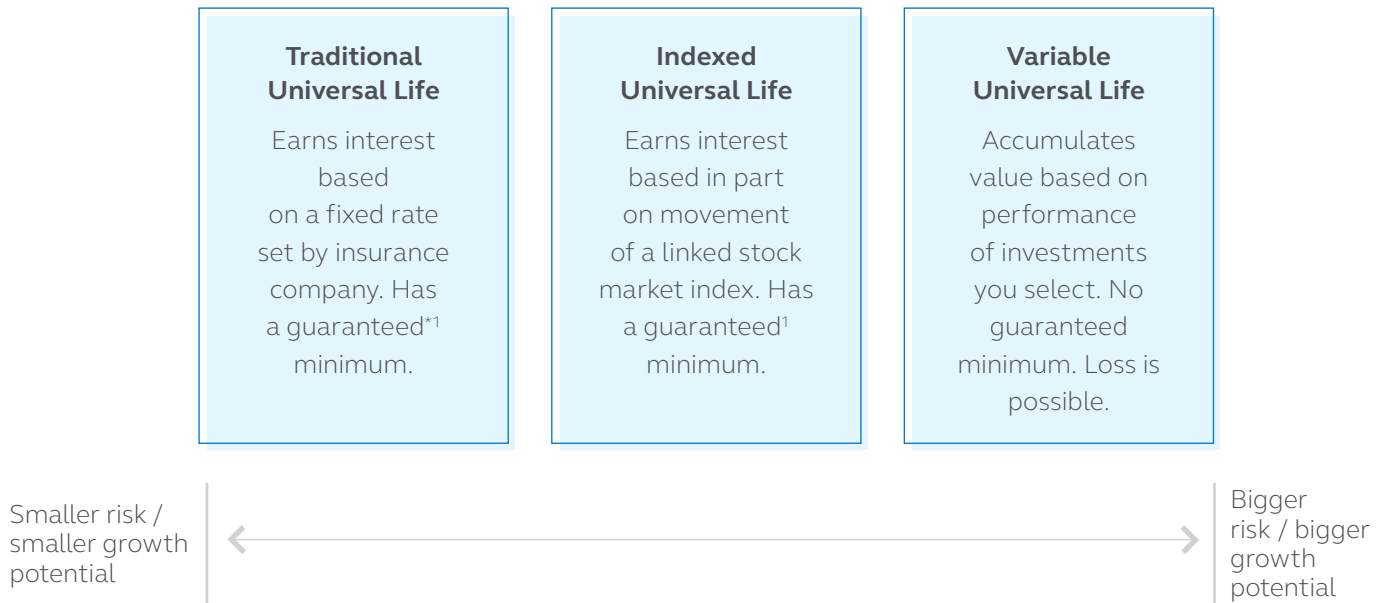 Traditional
Universal Life
Earns interest
based
on a fixed rate
set by insurance
company. Has
a guaranteed*1
minimum.
Indexed
Universal Life
Earns interest
based in part
on movement
of a linked stock
market index. Has
a guaranteed1
minimum.
Variable
Universal Life
Accumulates
value based on
performance
of investments
you select. No
guaranteed
minimum. Loss is
possible.
Smaller risk /
smaller growth
potential
Bigger
risk / bigger
growth
potential